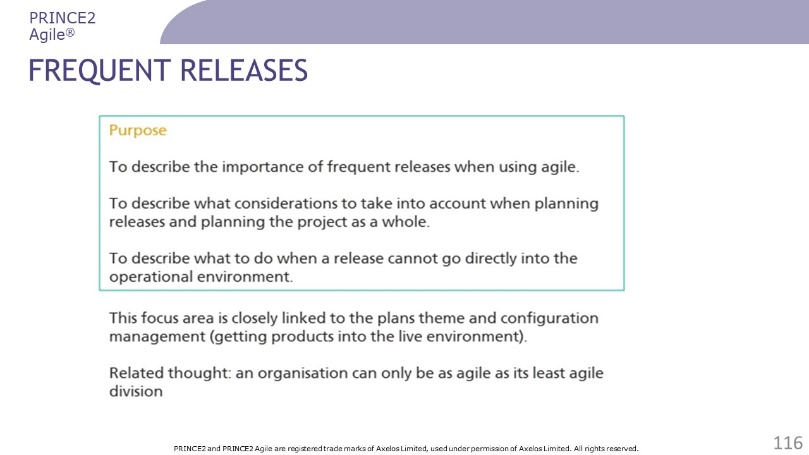 PRINCE2
Agile®
FREQUENT RELEASES
Purpose
To describe the importance of frequent releases when using agile.
To describe what considerations to take into account when planning
releases and planning the project as a whole.
To describe what to do when a release cannot go directly into the
operational environment.
This focus area is closely linked to the plans theme and configuration
management (getting products into the live environment).
Related thought: an organisation can only be as agile as its least agile
division
PRINCE2 and PRINCE2 Agile are registered trade marks of Axelos Limited, used under permission of Axelos Limited. All rights reserved.
116